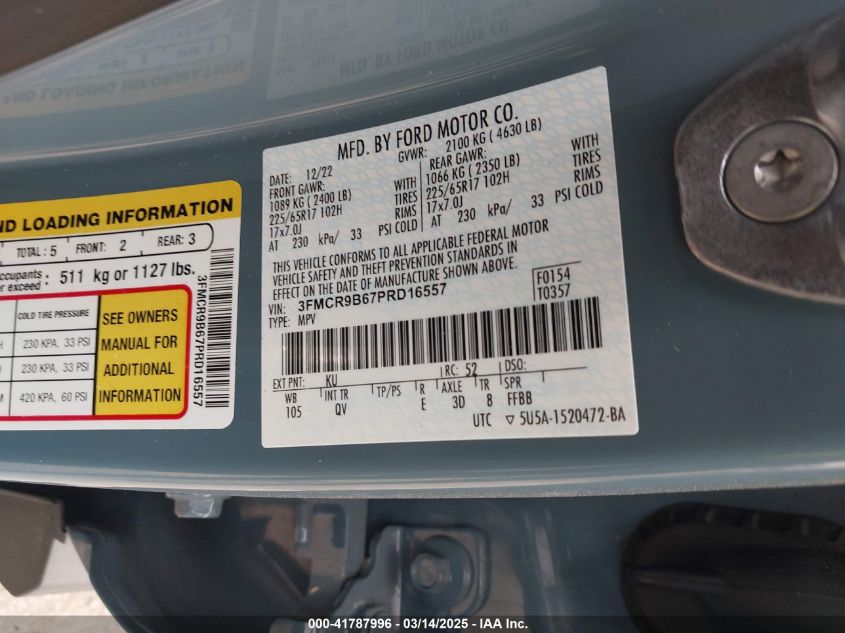 ND LOADING INFORMATION
TOTAL: 5 FRONT: 2 REAR: 3
511 kg or 1127 lbs.
COLD TIRE PRESSURE
230 KPA, 33 PSI
230 KPA, 33 PSI
420 KPA, 60 PSI
SEE OWNERS
MANUAL FOR
ADDITIONAL
INFORMATION
3FMCR9B67PRD16557
MFD. BY FORD MOTOR CO.
DATE: 12/22 GVWR: 2100 KG ( 4630 LB)
FRONT GAWR: REAR GAWR:
1089 KG (2400 LB) WITH 1066 KG (2350 LB) WITH
225/65R17 102H TIRES 225/65R17 102H TIRES
17x7.0J RIMS 17x7.0J RIMS
AT 230 kPa/ 33 PSI COLD AT 230 kPa/ 33 PSI COLD
THIS VEHICLE CONFORMS TO ALL APPLICABLE FEDERAL MOTOR
VEHICLE SAFETY AND THEFT PREVENTION STANDARDS IN
EFFECT ON THE DATE OF MANUFACTURE SHOWN ABOVE.
VIN: 3FMCR9B67PRD16557 F0154
TYPE: MPV T0357
EXT PNT: KU RC: 52 DSO:
WB INT TR TP/PS R AXLE TR SPR
105 QV E 3D 8 FFBB
UTC ▽ 5U5A-1520472-BA
000-41787996 - 03/14/2025 - IAA Inc.